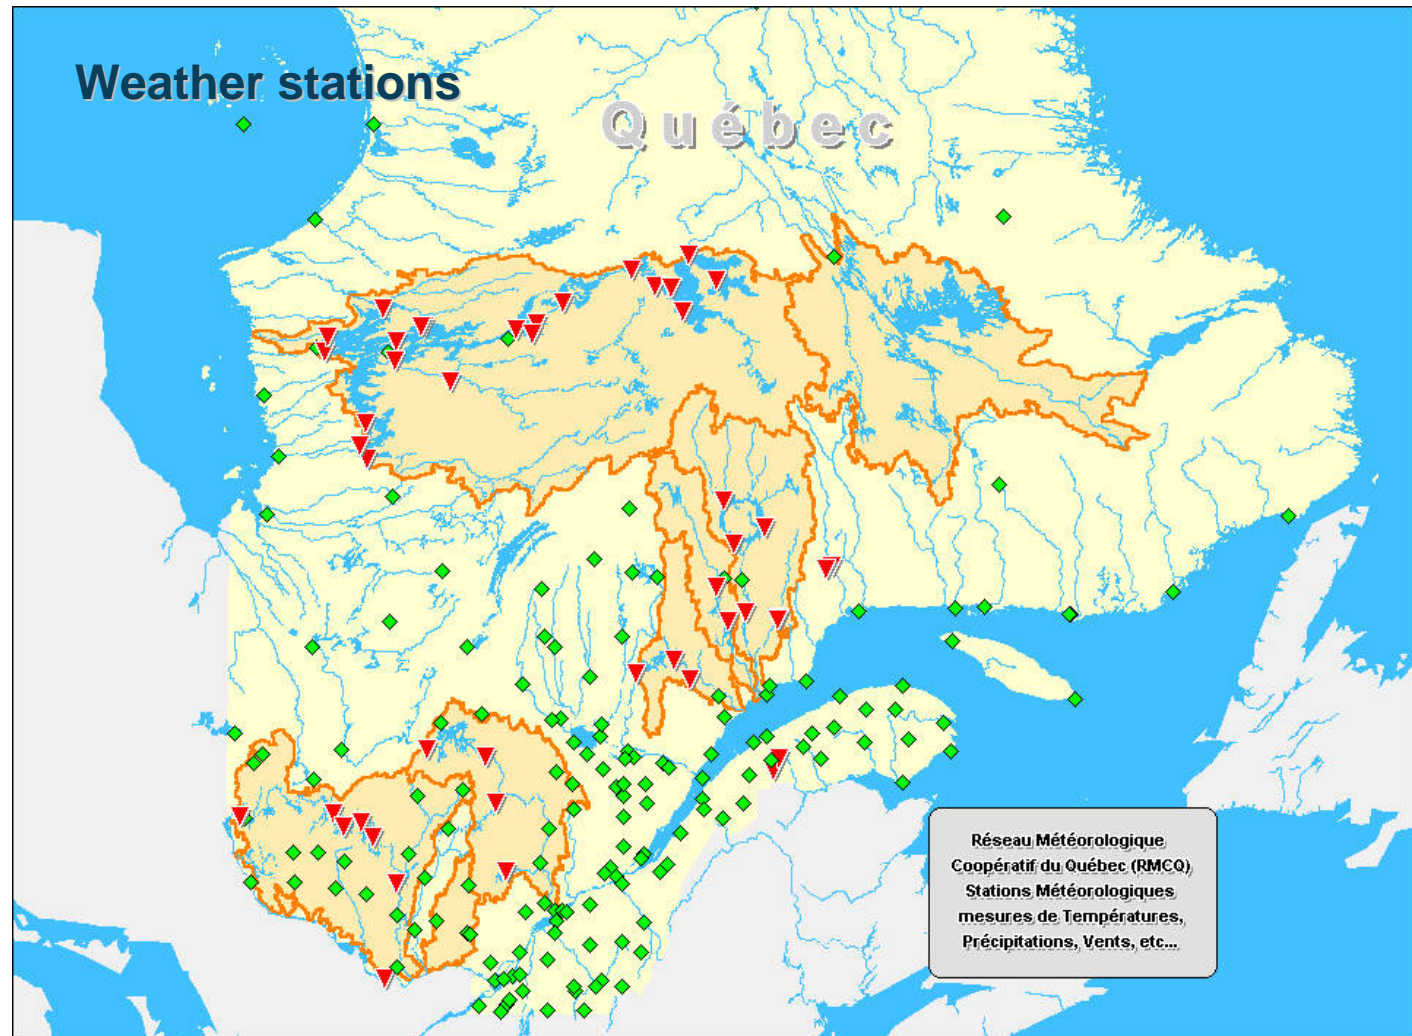 Weather stations
Québec
Réseau Météorologique
Coopératif du Québec (RMCQ)
Stations Météorologiques
mesures de Températures,
Précipitations, Vents, etc...